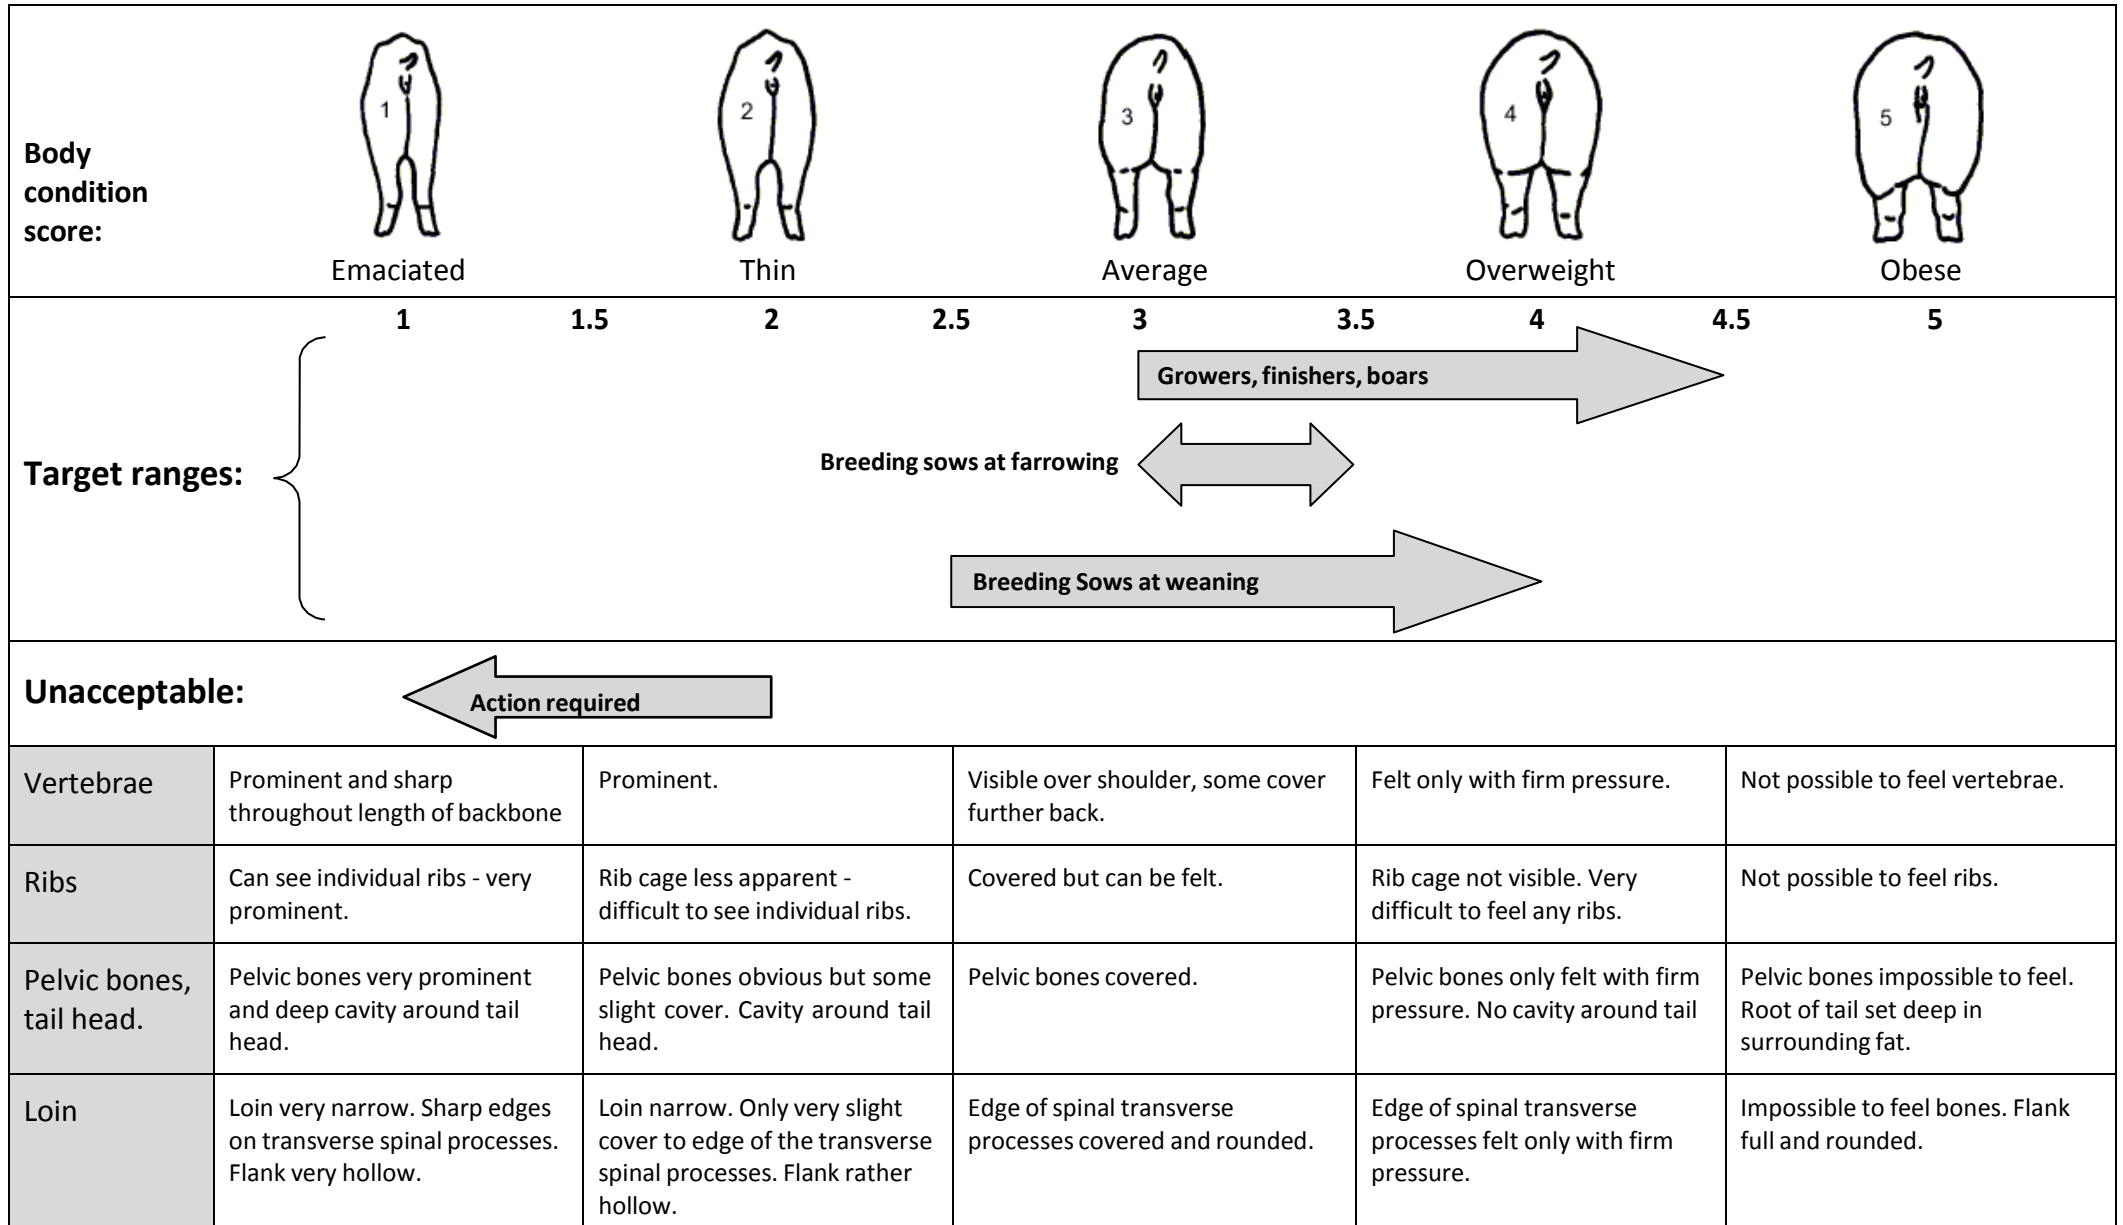 1
2
3
4
5
Body
condition
score:
Emaciated
Thin
Average
Overweight
Obese
1
1.5
2
2.5
3
3.5
4
4.5
5
Growers, finishers, boars
Target ranges:
Breeding sows at farrowing
Breeding Sows at weaning
Unacceptable:
Action required
Vertebrae
Prominent and sharp
throughout length of backbone
Prominent.
Visible over shoulder, some cover
further back.
Felt only with firm pressure.
Not possible to feel vertebrae.
Ribs
Can see individual ribs - very
prominent.
Rib cage less apparent -
difficult to see individual ribs.
Covered but can be felt.
Rib cage not visible. Very
difficult to feel any ribs.
Not possible to feel ribs.
Pelvic bones,
tail head.
Pelvic bones very prominent
and deep cavity around tail
head.
Pelvic bones obvious but some
slight cover. Cavity around tail
head.
Pelvic bones covered.
Pelvic bones only felt with firm
pressure. No cavity around tail
Pelvic bones impossible to feel.
Root of tail set deep in
surrounding fat.
Loin
Loin very narrow. Sharp edges
on transverse spinal processes.
Flank very hollow.
Loin narrow. Only very slight
cover to edge of the transverse
spinal processes. Flank rather
hollow.
Edge of spinal transverse
processes covered and rounded.
Edge of spinal transverse
processes felt only with firm
pressure.
Impossible to feel bones. Flank
full and rounded.